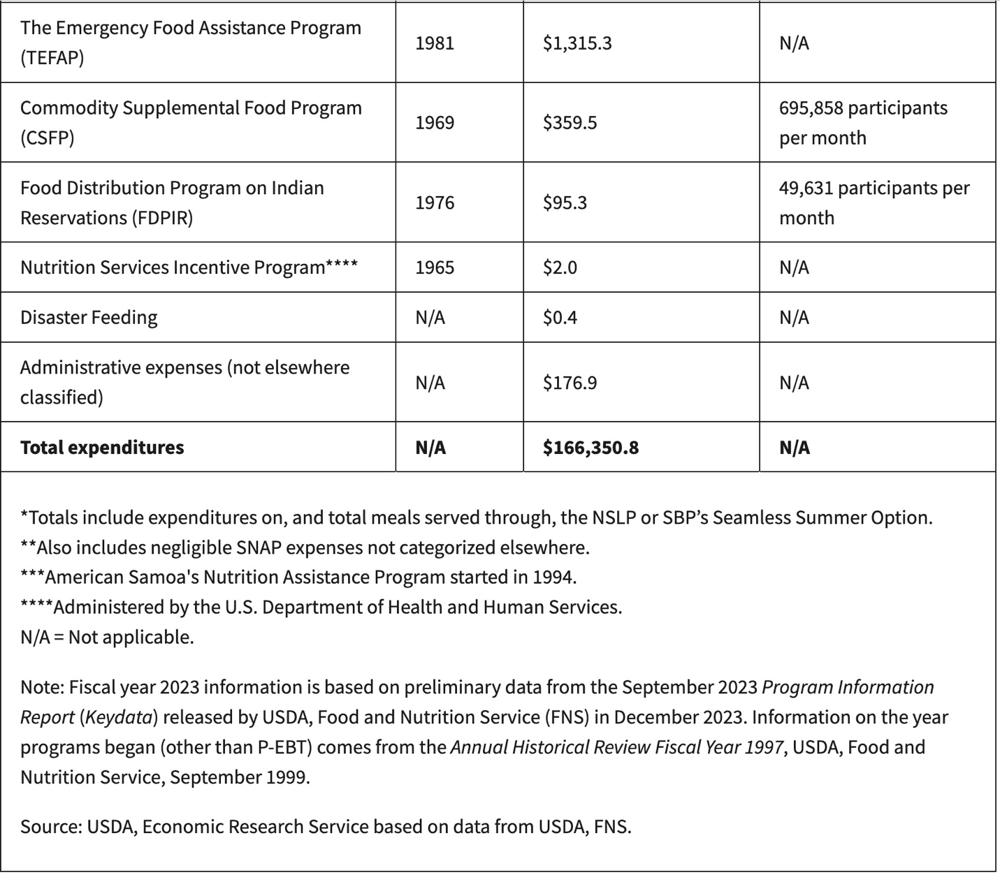 The Emergency Food Assistance Program
(TEFAP)
1981
$1,315.3
N/A
Commodity Supplemental Food Program
(CSFP)
1969
$359.5
695,858 participants
per month
Food Distribution Program on Indian
Reservations (FDPIR)
1976
$95.3
49,631 participants per
month
Nutrition Services Incentive Program****
1965
$2.0
N/A
Disaster Feeding
N/A
$0.4
N/A
Administrative expenses (not elsewhere
classified)
N/A
$176.9
N/A
Total expenditures
N/A
$166,350.8
N/A
*Totals include expenditures on, and total meals served through, the NSLP or SBP’s Seamless Summer Option.
**Also includes negligible SNAP expenses not categorized elsewhere.
***American Samoa's Nutrition Assistance Program started in 1994.
****Administered by the U.S. Department of Health and Human Services.
N/A = Not applicable.
Note: Fiscal year 2023 information is based on preliminary data from the September 2023 Program Information
Report (Keydata) released by USDA, Food and Nutrition Service (FNS) in December 2023. Information on the year
programs began (other than P-EBT) comes from the Annual Historical Review Fiscal Year 1997, USDA, Food and
Nutrition Service, September 1999.
Source: USDA, Economic Research Service based on data from USDA, FNS.